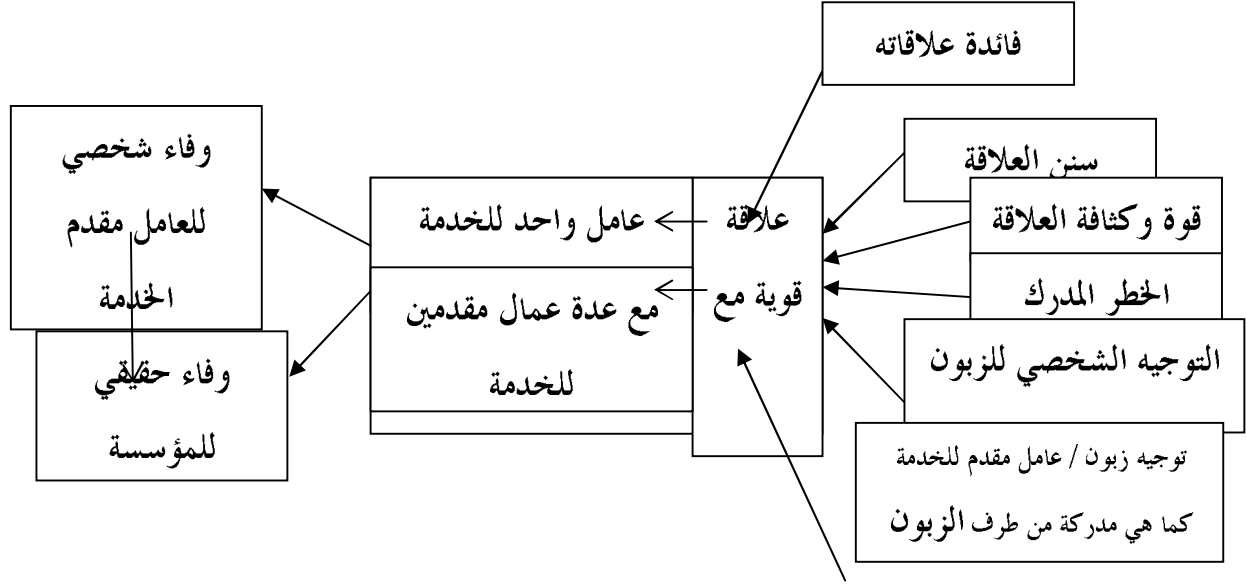 فائدة علاقاته
سنن العلاقة
قوة وكثافة العلاقة
الخطر المدرك
التوجيه الشخصي للزبون
توجيه زبون / عامل مقدم للخدمة
كما هي مدركة من طرف الزبون
علاقة
قوية مع
عامل واحد للخدمة
مع عدة عمال مقدمين
للخدمة
وفاء شخصي
للعامل مقدم
الخدمة
وفاء حقيقي
للمؤسسة